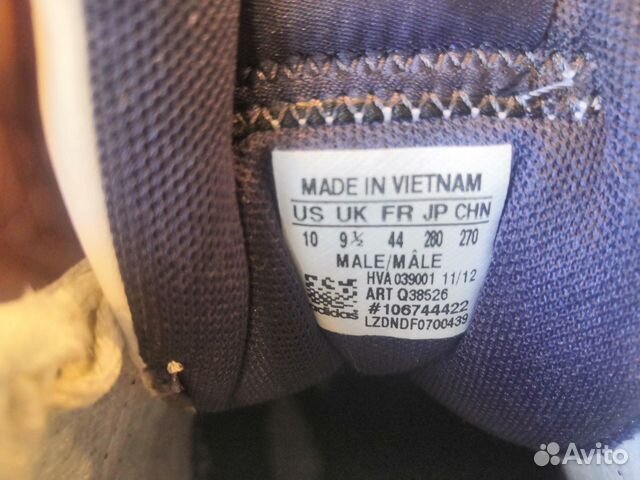 MADE IN VIETNAM
US UK FR JP CHN
10 9½ 44 280 270
MALE/MÂLE
HVA 039001 11/12
ART Q38526
#106744422
LZDNDF0700439
adidas
Avito